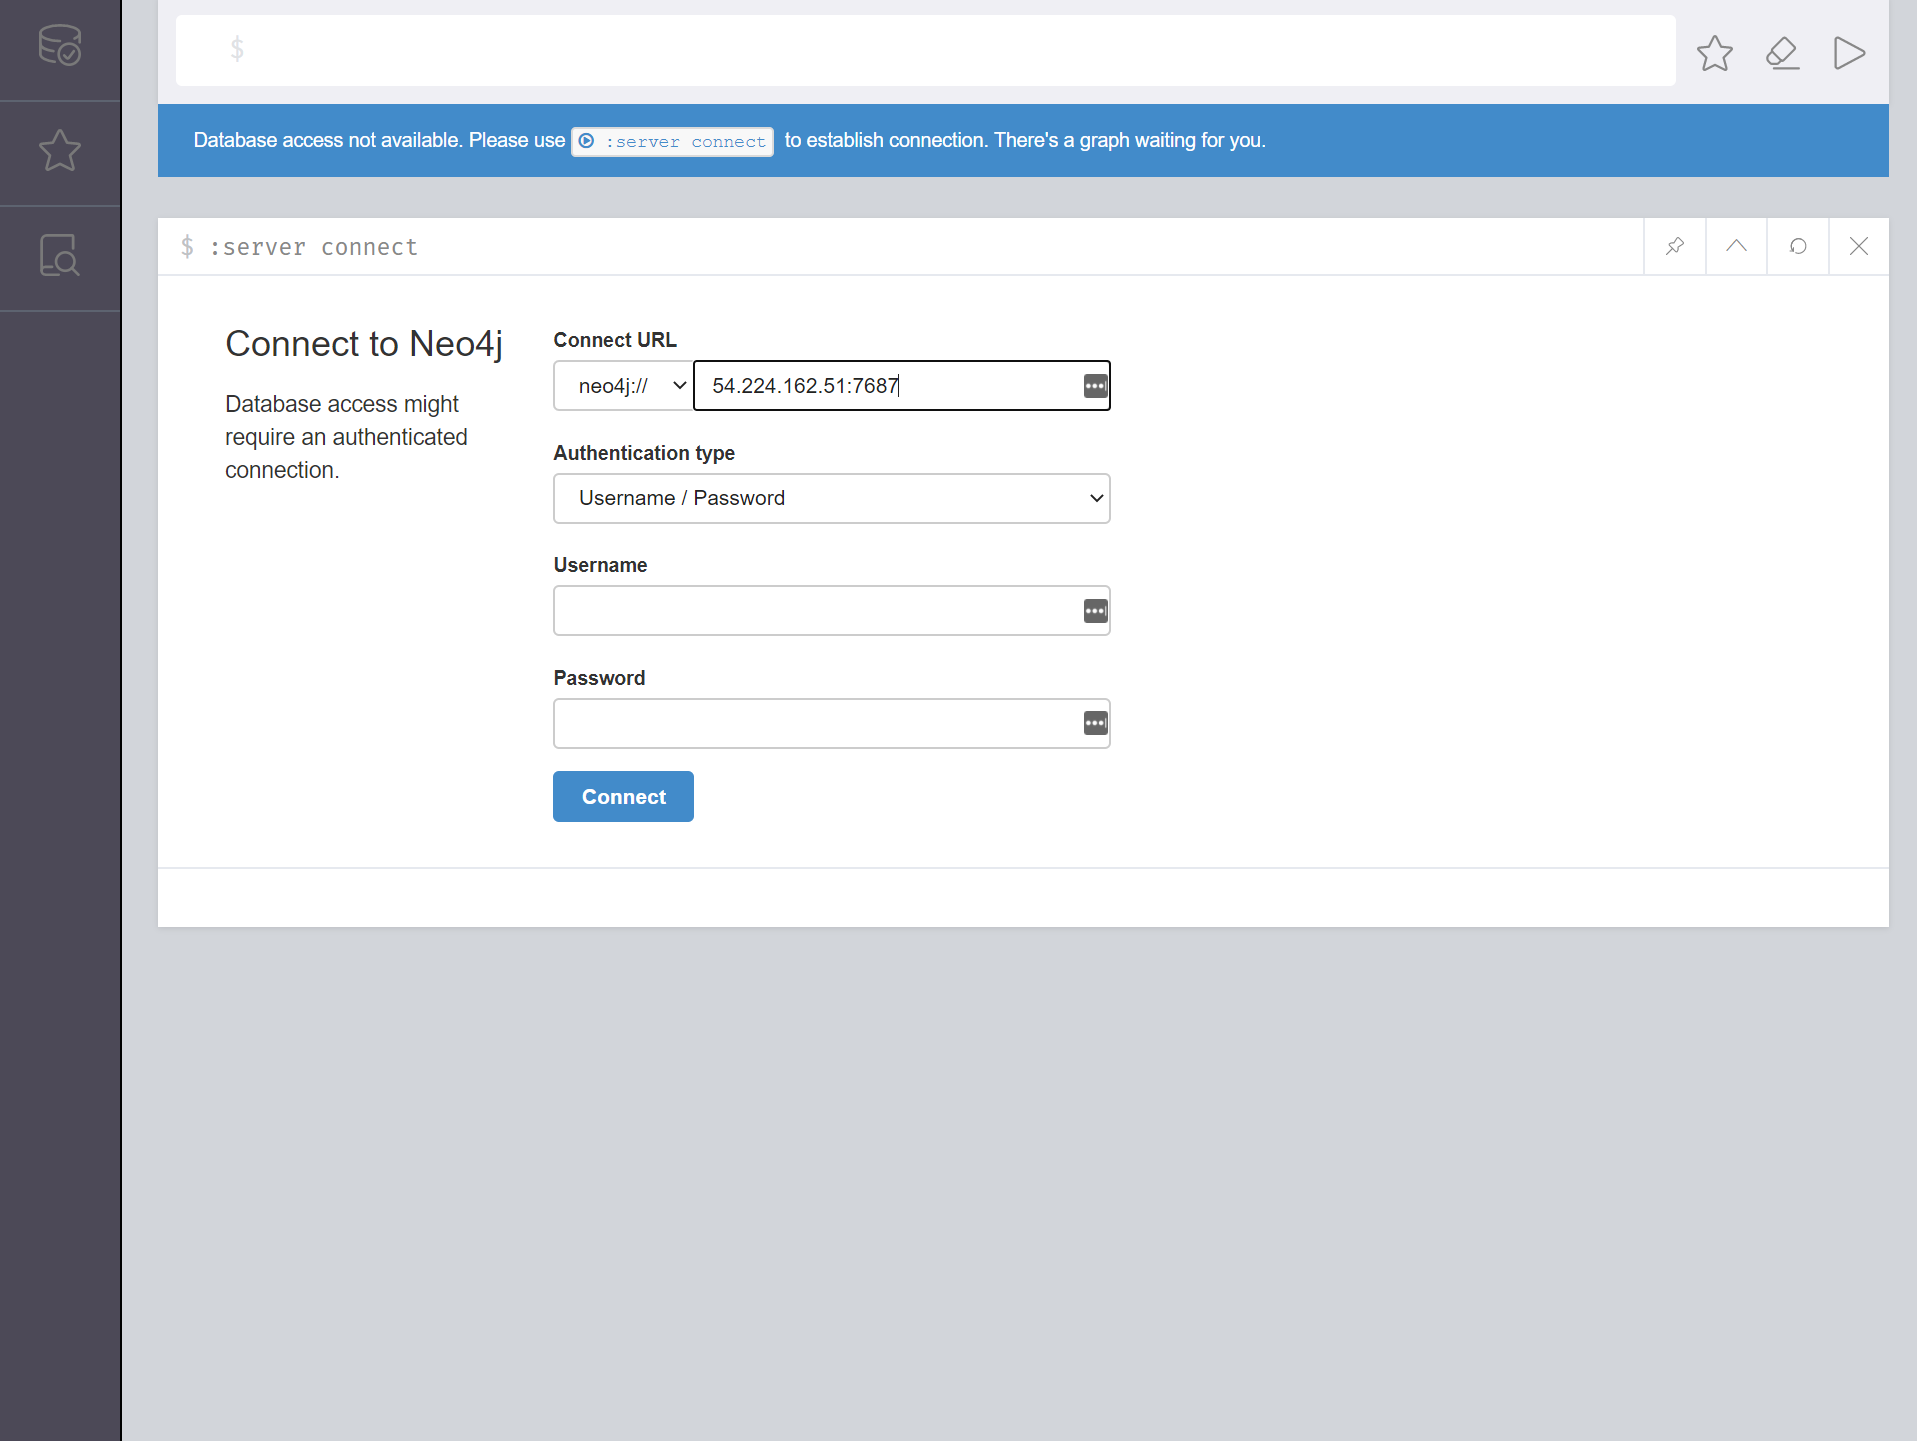 $
Database access not available. Please use :server connect to establish connection. There's a graph waiting for you.
$ :server connect
Connect to Neo4j
Database access might
require an authenticated
connection.
Connect URL
neo4j:// 54.224.162.51:7687
Authentication type
Username / Password
Username
Password
Connect